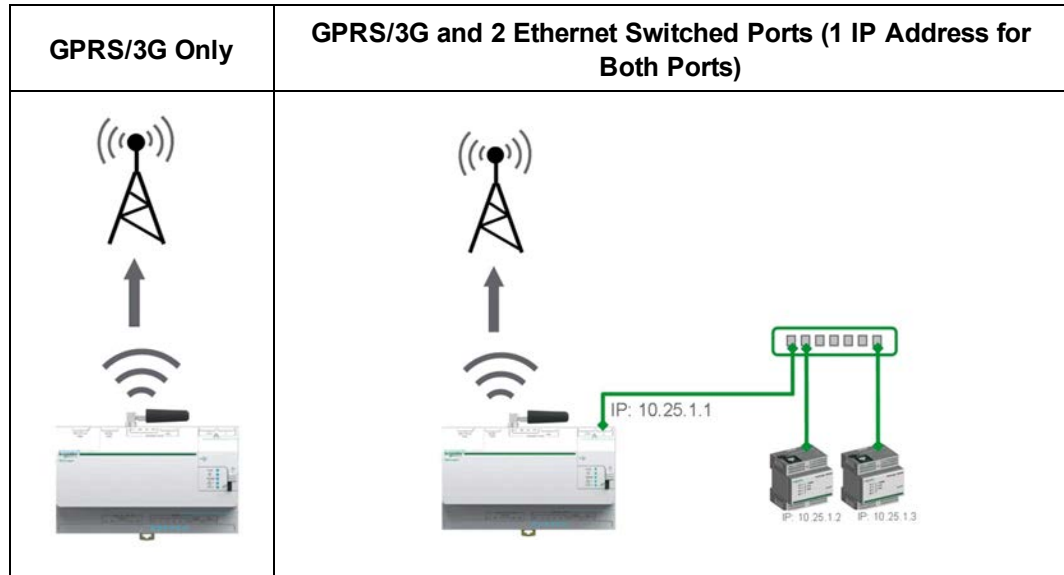 GPRS/3G Only
GPRS/3G and 2 Ethernet Switched Ports (1 IP Address for
Both Ports)
IP: 10.25.1.1
IP: 10.25.1.2
IP: 10.25.1.3